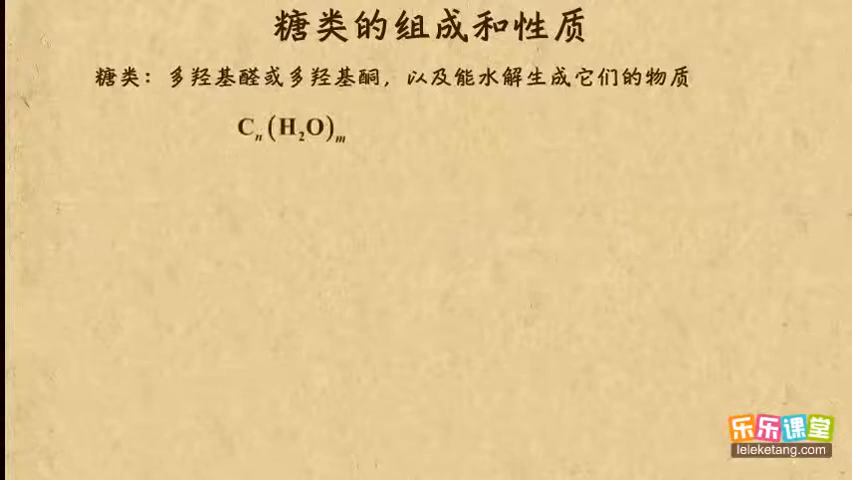 糖类的组成和性质
糖类：多羟基醛或多羟基酮，以及能水解生成它们的物质
Cₙ(H₂O)ₘ
乐乐课堂
leleketang.com